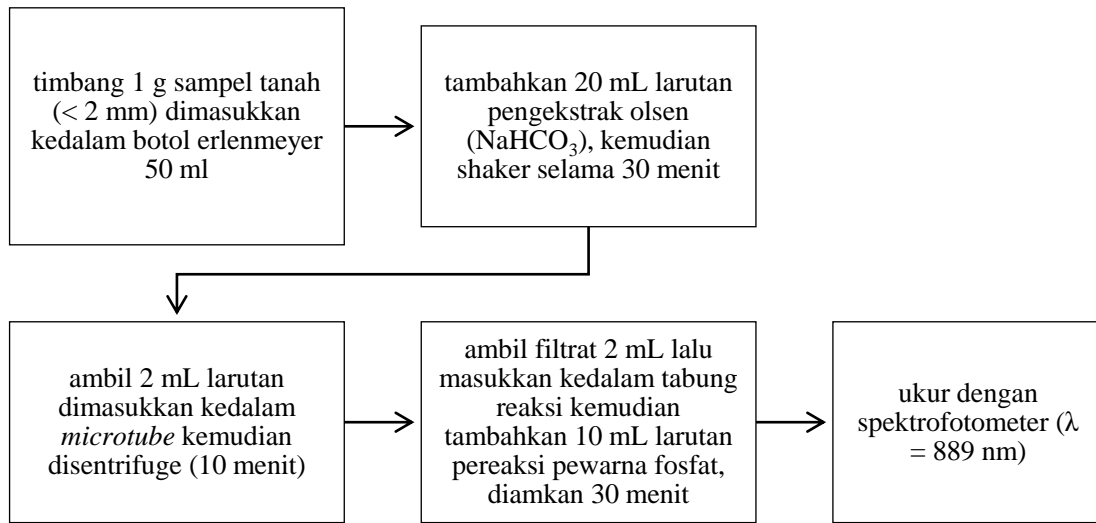 timbang 1 g sampel tanah
(< 2 mm) dimasukkan
kedalam botol erlenmeyer
50 ml
tambahkan 20 mL larutan
pengekstrak olsen
(NaHCO₃), kemudian
shaker selama 30 menit
ambil 2 mL larutan
dimasukkan kedalam
microtube kemudian
disentrifuge (10 menit)
ambil filtrat 2 mL lalu
masukkan kedalam tabung
reaksi kemudian
tambahkan 10 mL larutan
pereaksi pewarna fosfat,
diamkan 30 menit
ukur dengan
spektrofotometer (λ
= 889 nm)